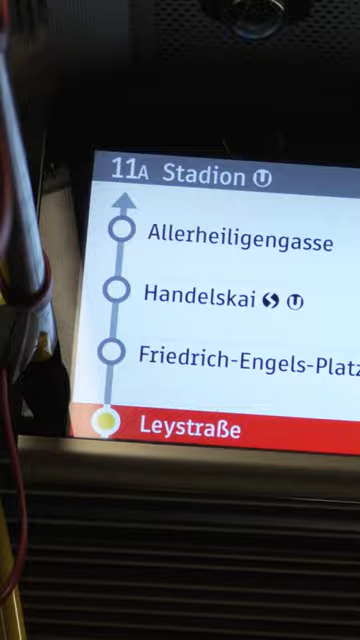 11A Stadion U
Allerheiligengasse
Handelskai S U
Friedrich-Engels-Platz
Leystraße